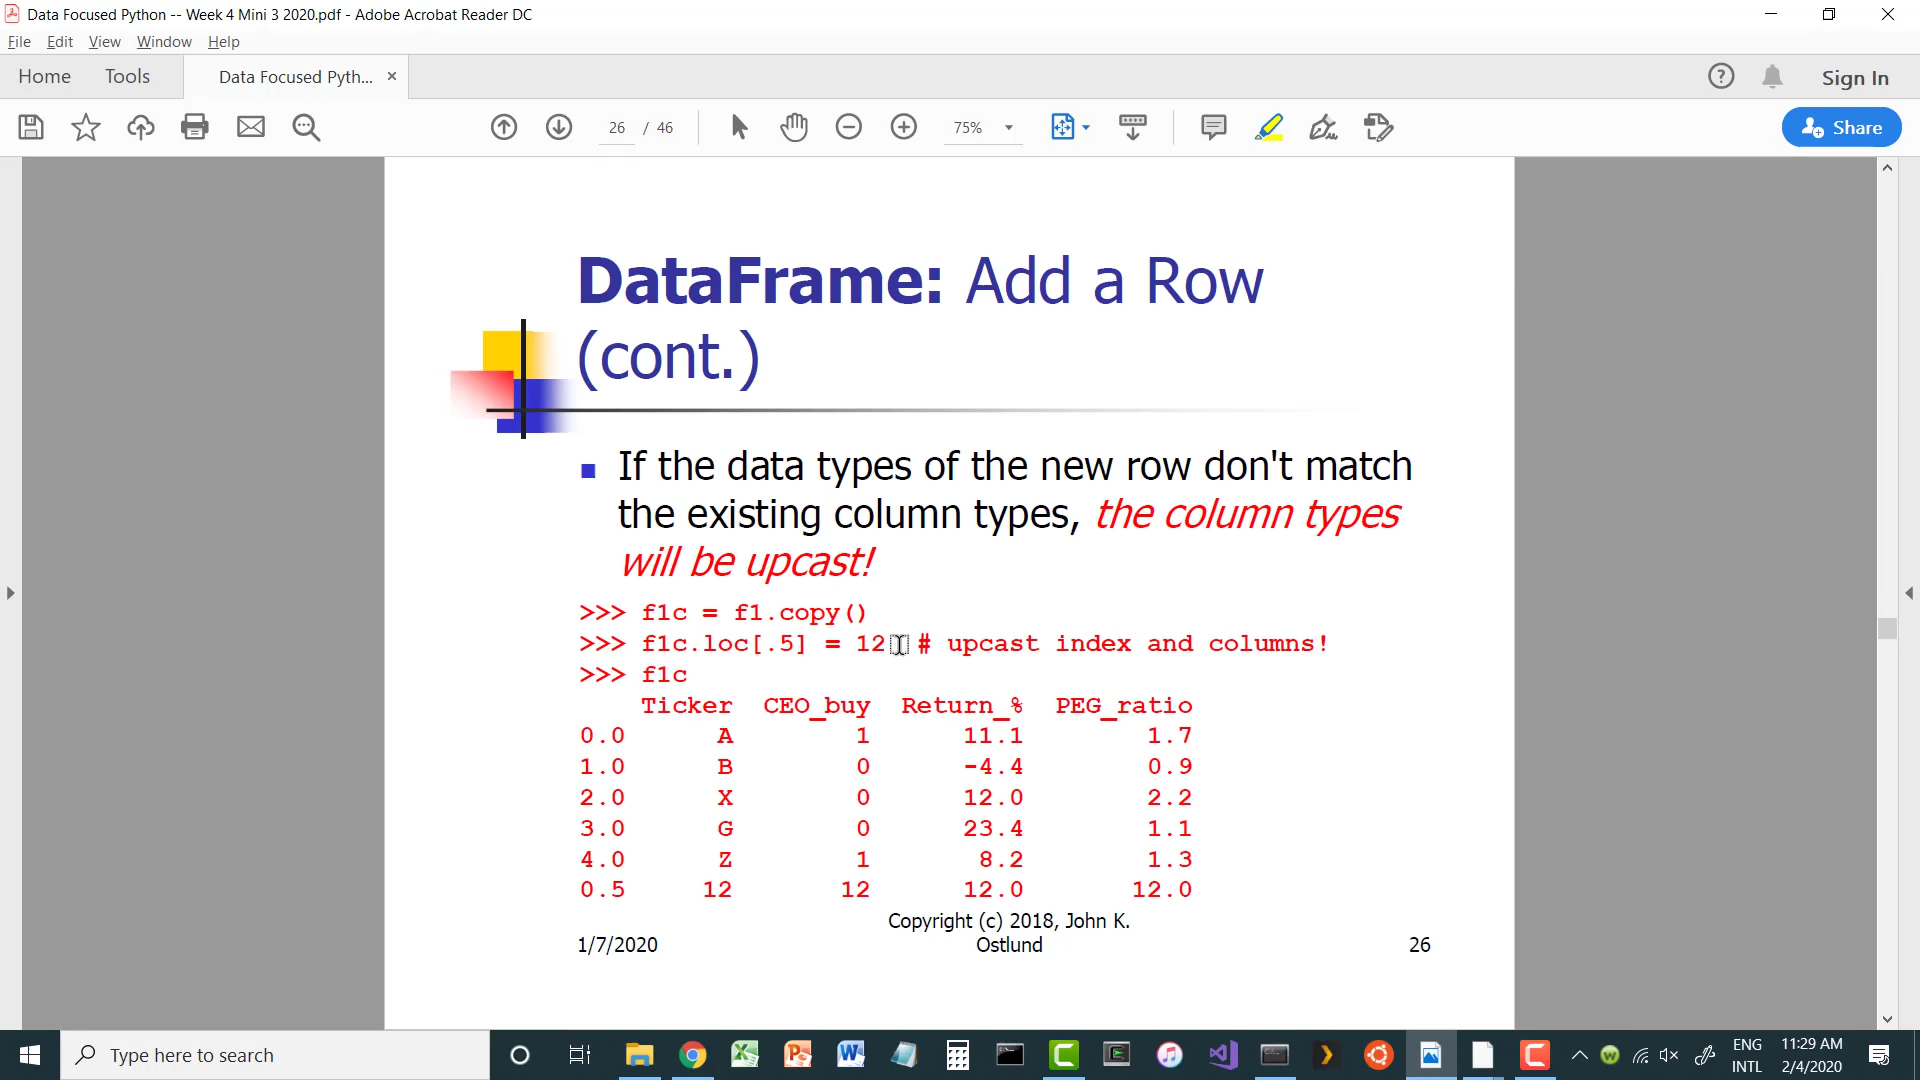 Data Focused Python -- Week 4 Mini 3 2020.pdf - Adobe Acrobat Reader DC
File Edit View Window Help
Home Tools Data Focused Pyth... × Sign In
26 / 46 75% Share
DataFrame: Add a Row
(cont.)
If the data types of the new row don't match
the existing column types, the column types
will be upcast!
>>> f1c = f1.copy()
>>> f1c.loc[.5] = 12 # upcast index and columns!
>>> f1c
Ticker CEO_buy Return_% PEG_ratio
0.0 A 1 11.1 1.7
1.0 B 0 -4.4 0.9
2.0 X 0 12.0 2.2
3.0 G 0 23.4 1.1
4.0 Z 1 8.2 1.3
0.5 12 12 12.0 12.0
Copyright (c) 2018, John K.
1/7/2020 Ostlund 26
Type here to search
ENG 11:29 AM
INTL 2/4/2020